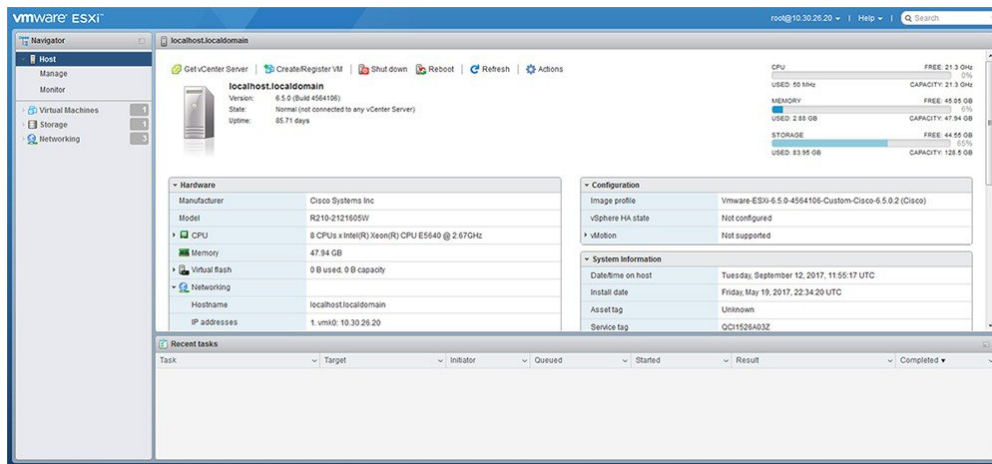 vmware ESXi
root@10.30.26.20 | Help | Search
Navigator
Host
Manage
Monitor
Virtual Machines 1
Storage 1
Networking 3
localhost.localdomain
Get vCenter Server | Create/Register VM | Shut down Reboot | Refresh | Actions
localhost.localdomain
Version: 6.5.0 (Build 4564106)
State: Normal (not connected to any vCenter Server)
Uptime: 85.71 days
CPU FREE: 21.3 GHz
0%
USED: 50 MHz CAPACITY: 21.3 GHz
MEMORY FREE: 45.05 GB
6%
USED: 2.88 GB CAPACITY: 47.94 GB
STORAGE FREE: 44.55 GB
65%
USED: 83.95 GB CAPACITY: 128.5 GB
Hardware
Manufacturer Cisco Systems Inc
Model R210-2121605W
CPU 8 CPUs x Intel(R) Xeon(R) CPU E5640 @ 2.67GHz
Memory 47.94 GB
Virtual flash 0 B used, 0 B capacity
Networking
Hostname localhost.localdomain
IP addresses 1. vmk0: 10.30.26.20
Configuration
Image profile Vmware-ESXi-6.5.0-4564106-Custom-Cisco-6.5.0.2 (Cisco)
vSphere HA state Not configured
vMotion Not supported
System Information
Date/time on host Tuesday, September 12, 2017, 11:55:17 UTC
Install date Friday, May 19, 2017, 22:34:20 UTC
Asset tag Unknown
Service tag QCI1526A03Z
Recent tasks
Task Target Initiator Queued Started Result Completed